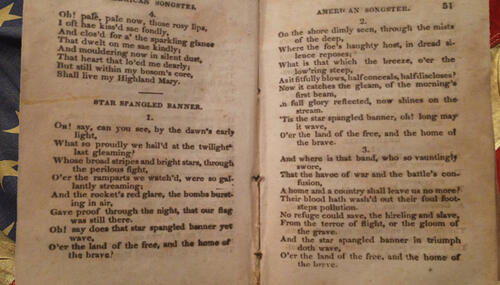 AMERICAN SONGSTER.
4.
Oh! pale, pale now, those rosy lips,
I oft hae kiss'd sae fondly,
And clos'd for a' the sparkling glance
That dwelt on me sae kindly;
And mouldering now in silent dust,
That heart that lo'ed me dearly;
But still within my bosom's core,
Shall live my Highland Mary.
STAR SPANGLED BANNER.
1.
Oh! say, can you see, by the dawn's early
light,
What so proudly we hail'd at the twilight's
last gleaming?
Whose broad stripes and bright stars, through
the perilous fight,
O'er the ramparts we watch'd, were so gal-
lantly streaming;
And the rocket's red glare, the bombs burst-
ing in air,
Gave proof through the night, that our flag
was still there.
Oh! say does that star spangled banner yet
wave,
O'er the land of the free, and the home of
the brave?
AMERICAN SONGSTER. 51
2.
On the shore dimly seen, through the mists
of the deep,
Where the foe's haughty host, in dread si-
lence reposes;
What is that which the breeze, o'er the
low'ring steep,
As it fitfully blows, half conceals, half discloses?
Now it catches the gleam, of the morning's
first beam,
In full glory reflected, now shines on the
stream.
'Tis the star spangled banner, oh! long may
it wave,
O'er the land of the free, and the home of
the brave.
3.
And where is that band, who so vauntingly
swore,
That the havoc of war and the battle's con-
fusion,
A home and a country shall leave us no more?
Their blood hath wash'd out their foul foot-
steps pollution.
No refuge could save, the hireling and slave,
From the terror of flight, or the gloom of
the grave.
And the star spangled banner in triumph
doth wave,
O'er the land of the free, and the home of
the brave.